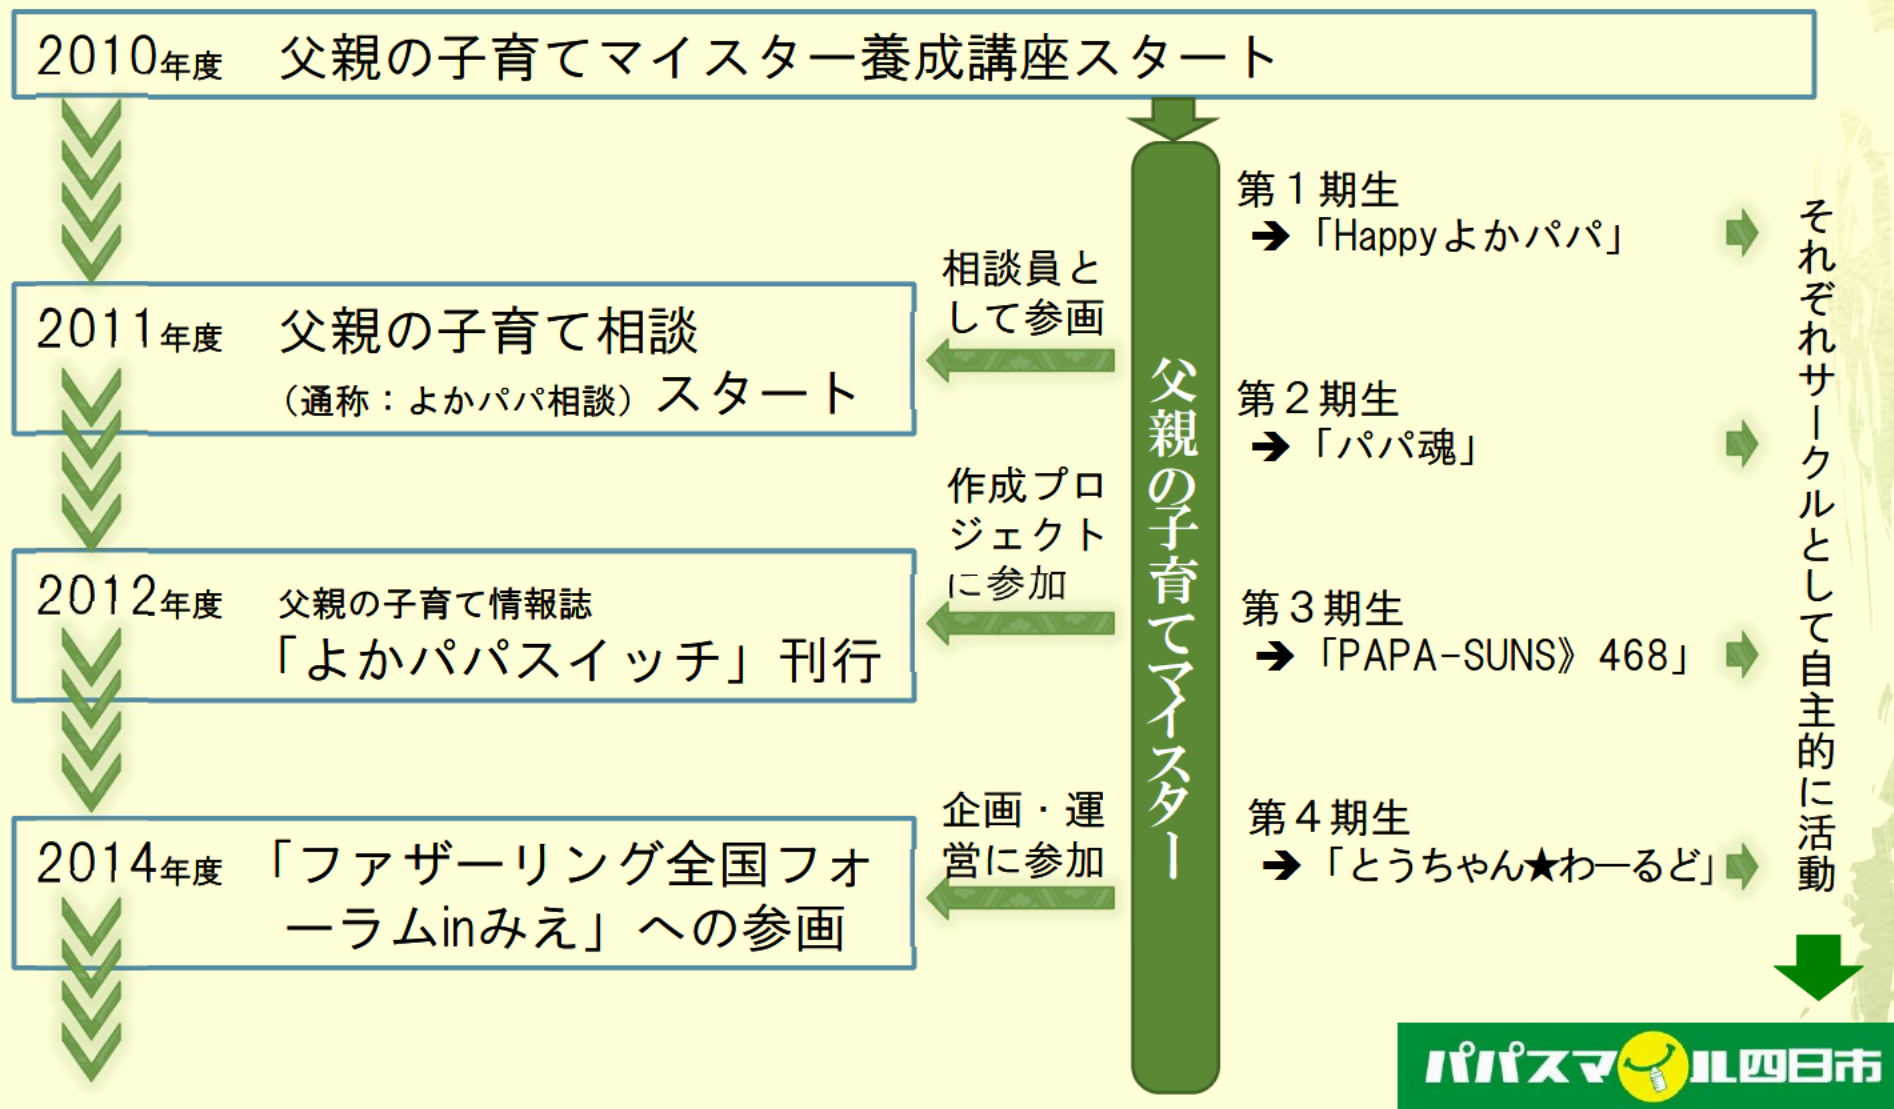 2010年度　父親の子育てマイスター養成講座スタート
2011年度　父親の子育て相談
（通称：よかパパ相談）スタート
2012年度　父親の子育て情報誌
「よかパパスイッチ」刊行
2014年度　「ファザーリング全国フォ
ーラムinみえ」への参画
相談員と
して参画
作成プロ
ジェクト
に参加
企画・運
営に参加
父親の子育てマイスター
第１期生
➔「Happyよかパパ」
第２期生
➔「パパ魂」
第３期生
➔「PAPA-SUNS》468」
第４期生
➔「とうちゃん★わーるど」
それぞれサークルとして自主的に活動
パパスマイル四日市